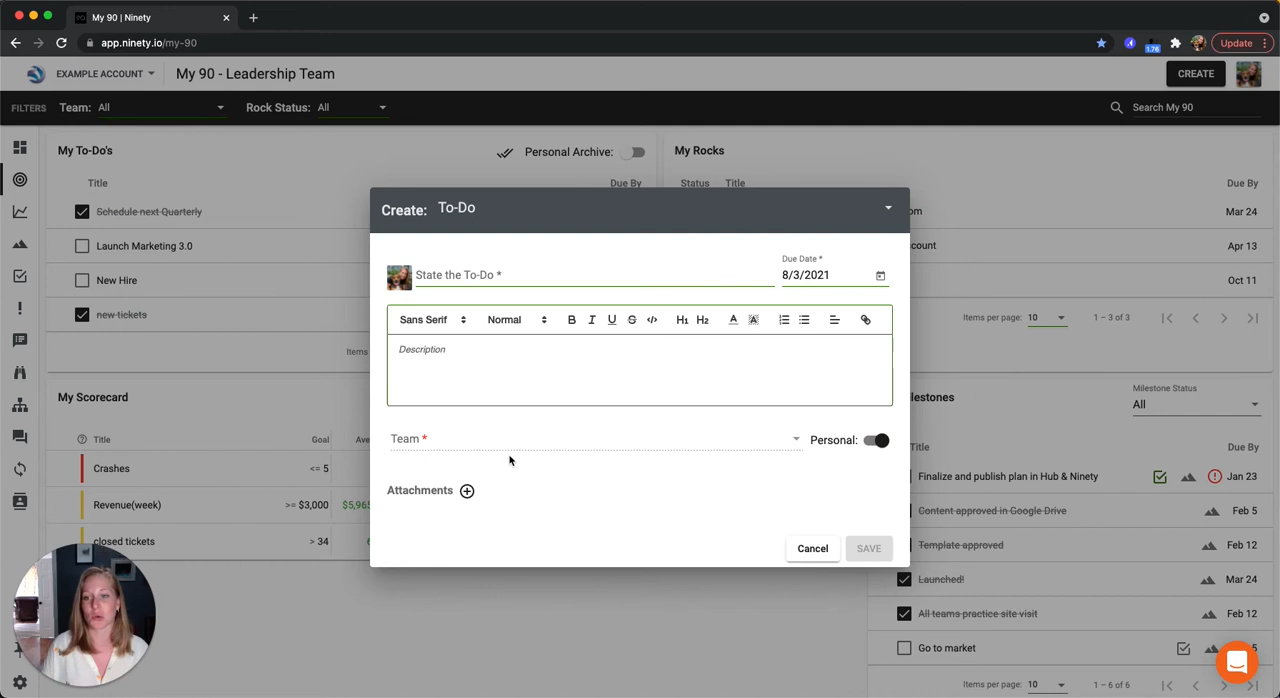 My 90 | Ninety
app.ninety.io/my-90
1.76
Update
EXAMPLE ACCOUNT
My 90 - Leadership Team
CREATE
FILTERS
Team: All
Rock Status: All
Search My 90
My To-Do's
Personal Archive:
Title
Due By
Schedule next Quarterly
Launch Marketing 3.0
New Hire
new tickets
Items
My Rocks
Status
Title
Due By
om
Mar 24
count
Apr 13
Oct 11
Items per page: 10
1 – 3 of 3
Create: To-Do
State the To-Do *
Due Date *
8/3/2021
Sans Serif
Normal
B I U S </> H1 H2 A A
Description
Team *
Personal:
Attachments
Cancel
SAVE
My Scorecard
Title
Goal
Ave
Crashes
<= 5
Revenue(week)
>= $3,000
$5,965
closed tickets
> 34
lestones
Milestone Status
All
Title
Due By
Finalize and publish plan in Hub & Ninety
Jan 23
Content approved in Google Drive
Feb 5
Template approved
Feb 12
Launched!
Mar 24
All teams practice site visit
Feb 12
Go to market
5
Items per page: 10
1 – 6 of 6